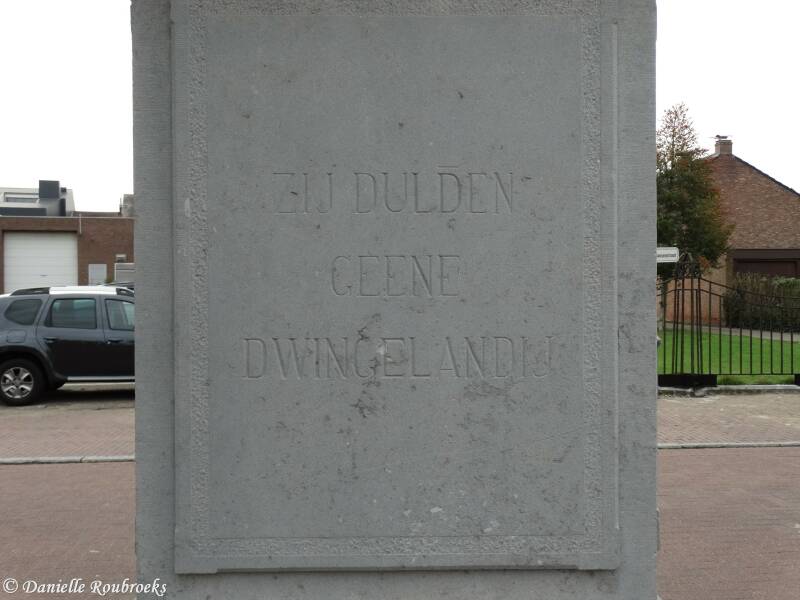 ZIJ DULDEN
GEENE
DWINGELANDIJ
© Danielle Roubroeks